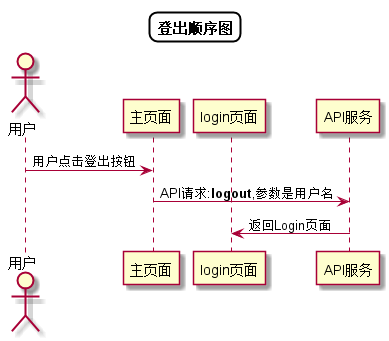 登出顺序图
用户
主页面
login页面
API服务
用户点击登出按钮
API请求:logout,参数是用户名
返回Login页面
用户
主页面
login页面
API服务